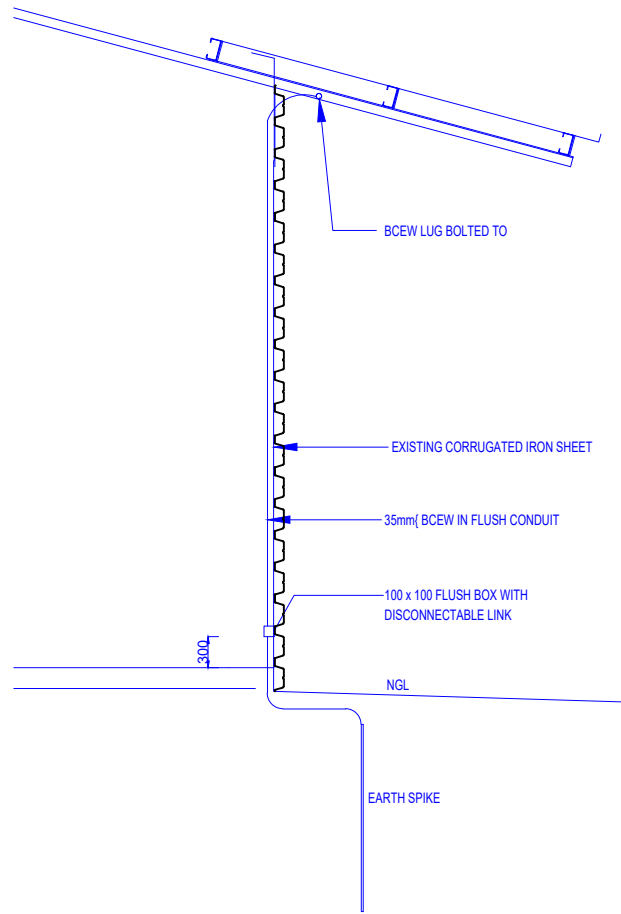 BCEW LUG BOLTED TO
EXISTING CORRUGATED IRON SHEET
35mm{ BCEW IN FLUSH CONDUIT
100 x 100 FLUSH BOX WITH
DISCONNECTABLE LINK
300
NGL
EARTH SPIKE